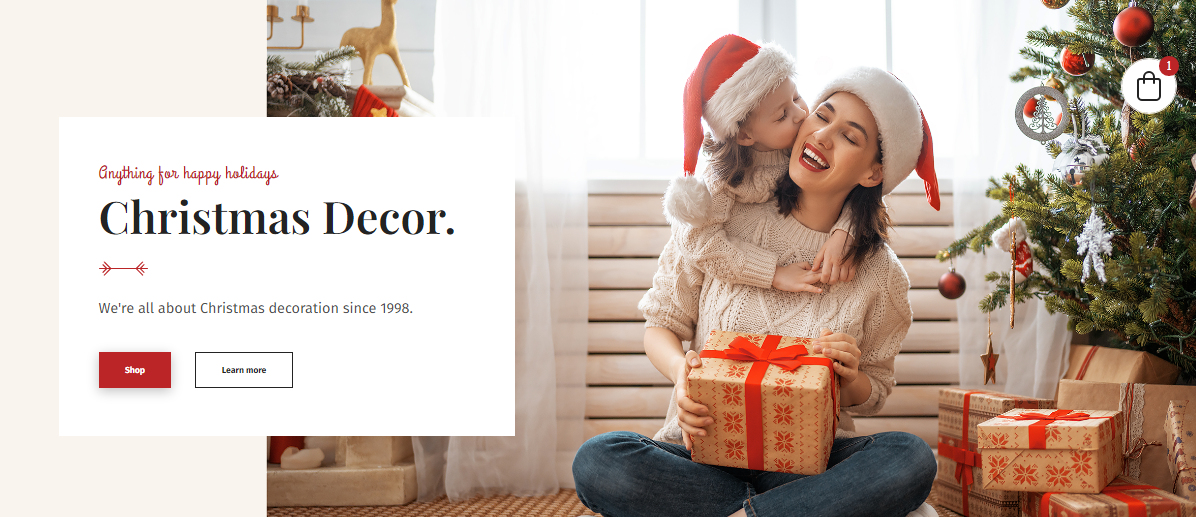 Anything for happy holidays
Christmas Decor.
We're all about Christmas decoration since 1998.
Shop
Learn more
1